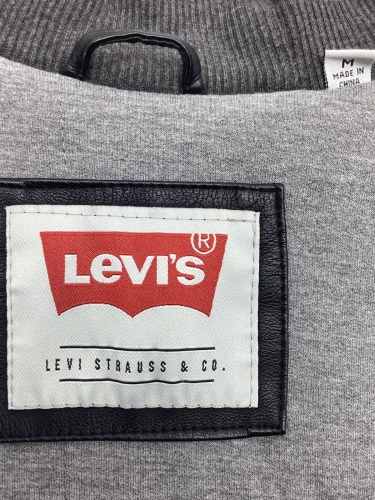 M
MADE IN
CHINA
LEVI'S®
LEVI STRAUSS & CO.